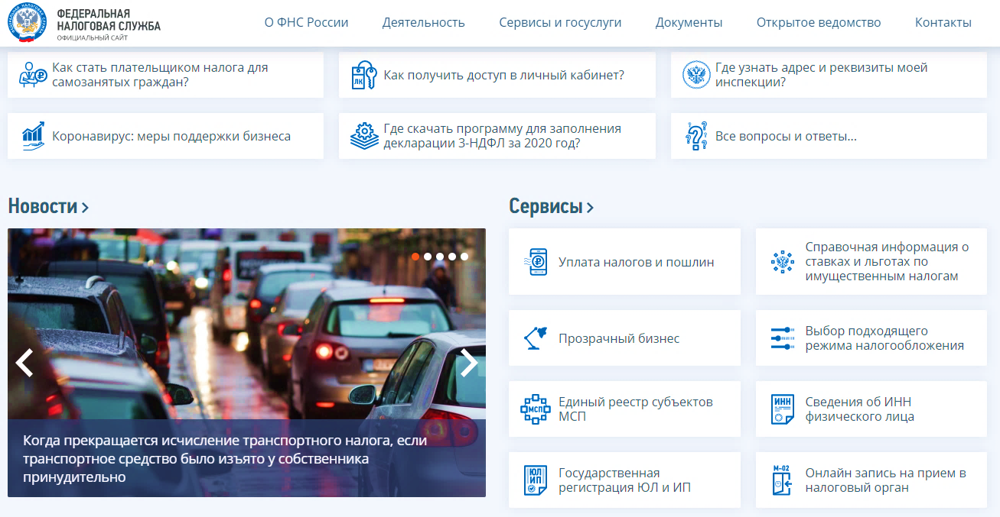 ФЕДЕРАЛЬНАЯ
НАЛОГОВАЯ СЛУЖБА
ОФИЦИАЛЬНЫЙ САЙТ
О ФНС России
Деятельность
Сервисы и госуслуги
Документы
Открытое ведомство
Контакты
Как стать плательщиком налога для
самозанятых граждан?
ЛК
Как получить доступ в личный кабинет?
Где узнать адрес и реквизиты моей
инспекции?
Коронавирус: меры поддержки бизнеса
Где скачать программу для заполнения
декларации 3-НДФЛ за 2020 год?
Все вопросы и ответы...
Новости
Когда прекращается исчисление транспортного налога, если
транспортное средство было изъято у собственника
принудительно
Сервисы
Уплата налогов и пошлин
Справочная информация о
ставках и льготах по
имущественным налогам
Прозрачный бизнес
Выбор подходящего
режима налогообложения
МСП
Единый реестр субъектов
МСП
ИНН
Сведения об ИНН
физического лица
ЮЛ
ИП
Государственная
регистрация ЮЛ и ИП
М-02
Онлайн запись на прием в
налоговый орган